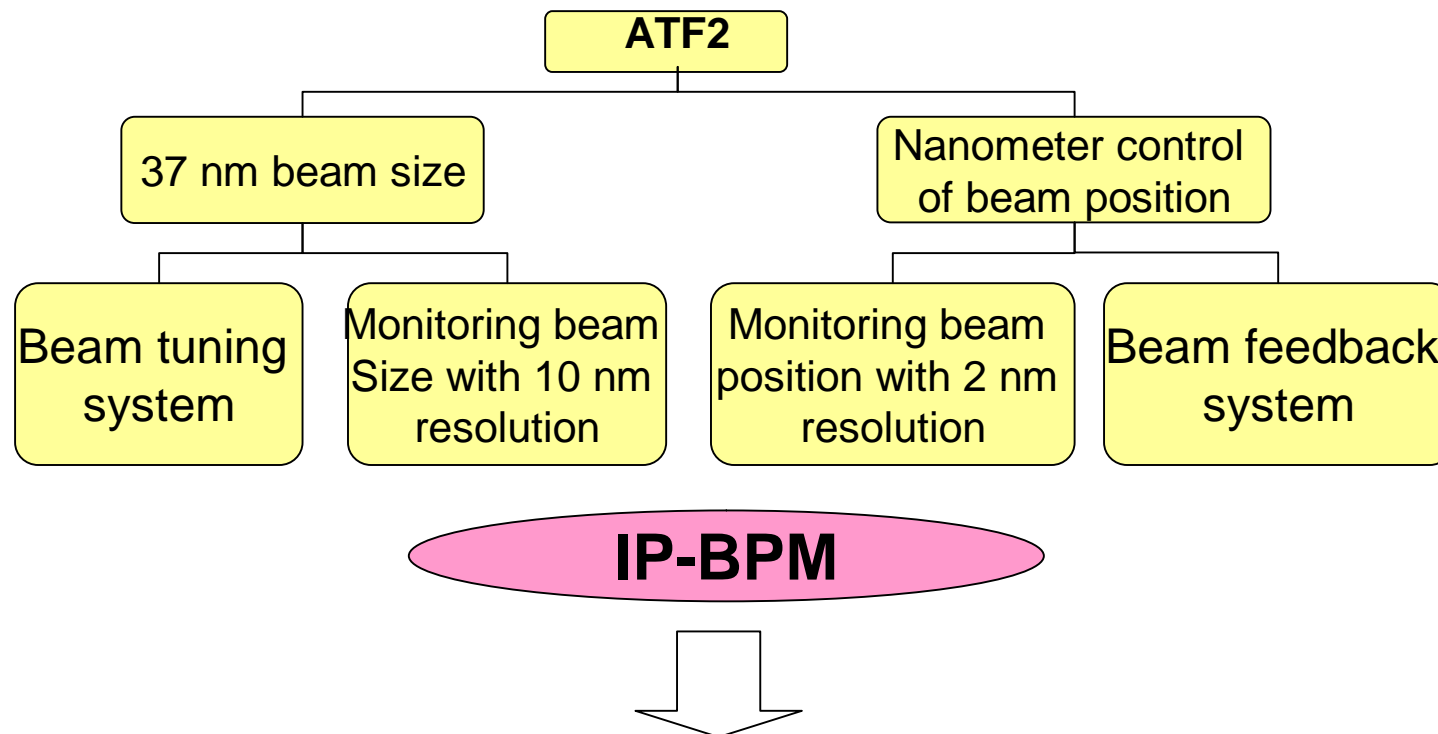 ATF2
37 nm beam size
Nanometer control
of beam position
Beam tuning
system
Monitoring beam
Size with 10 nm
resolution
Monitoring beam
position with 2 nm
resolution
Beam feedback
system
IP-BPM